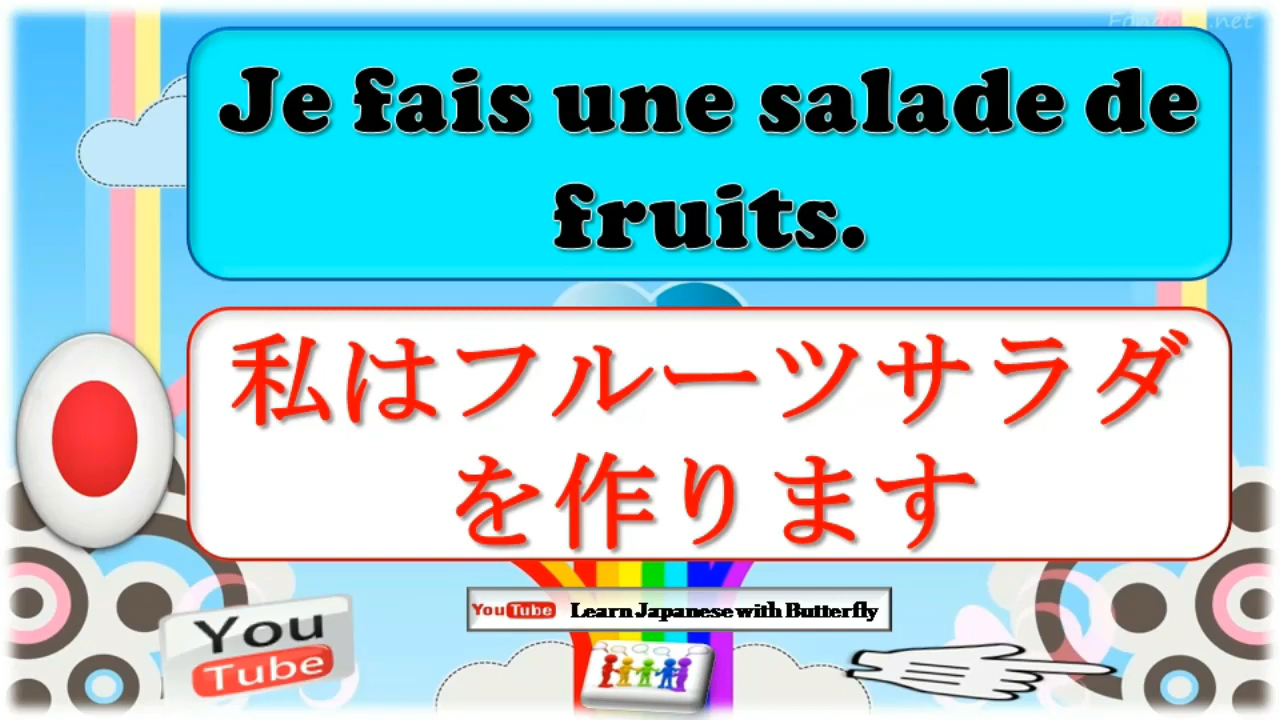 Je fais une salade de
fruits.
私はフルーツサラダ
を作ります
YouTube Learn Japanese with Butterfly
You
Tube